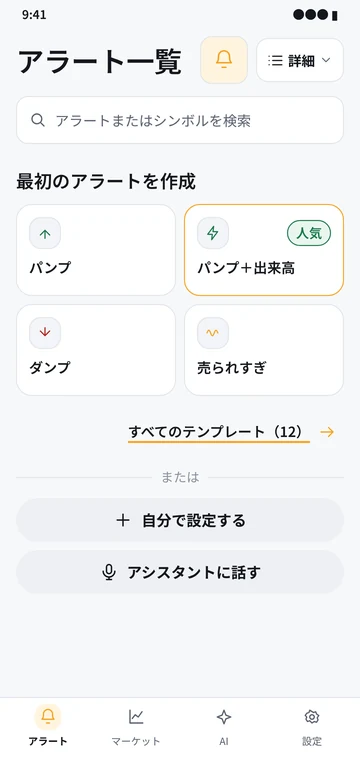 9:41
アラート一覧
詳細
アラートまたはシンボルを検索
最初のアラートを作成
パンプ
人気
パンプ＋出来高
ダンプ
売られすぎ
すべてのテンプレート（12）
または
自分で設定する
アシスタントに話す
アラート
マーケット
AI
設定